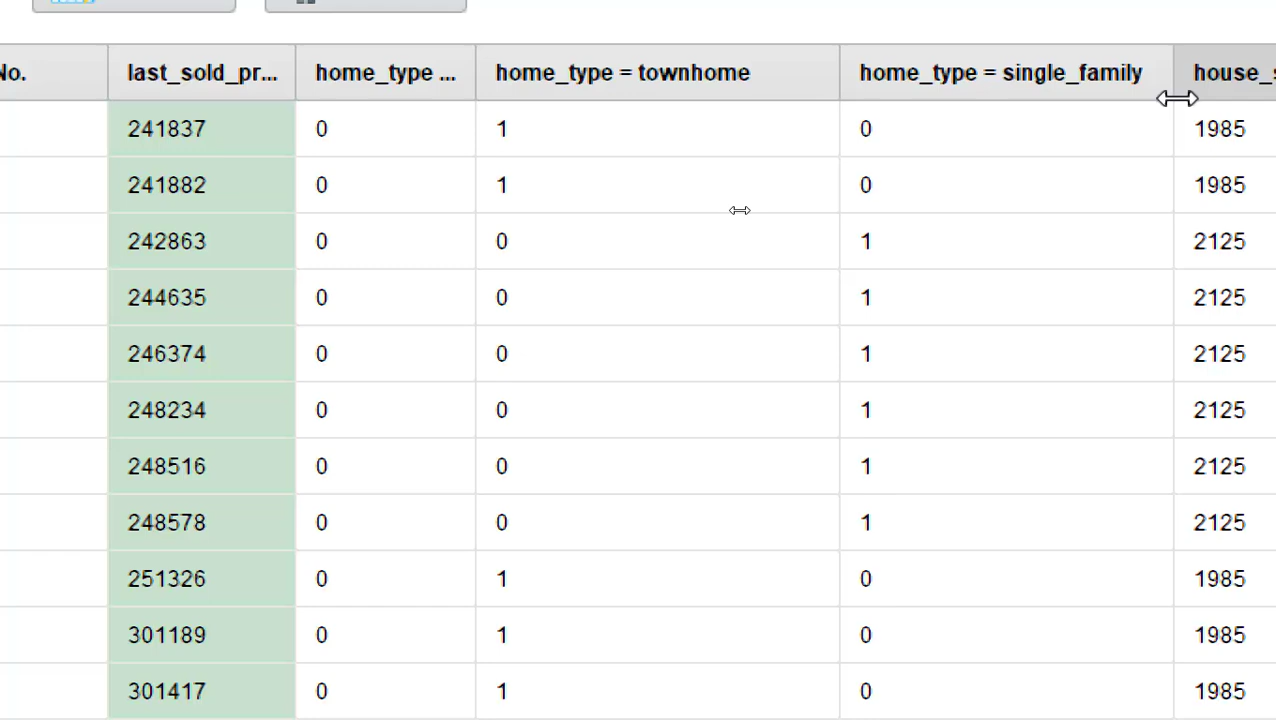 No. last_sold_pr... home_type ... home_type = townhome home_type = single_family house_s
241837 0 1 0 1985
241882 0 1 0 1985
242863 0 0 1 2125
244635 0 0 1 2125
246374 0 0 1 2125
248234 0 0 1 2125
248516 0 0 1 2125
248578 0 0 1 2125
251326 0 1 0 1985
301189 0 1 0 1985
301417 0 1 0 1985